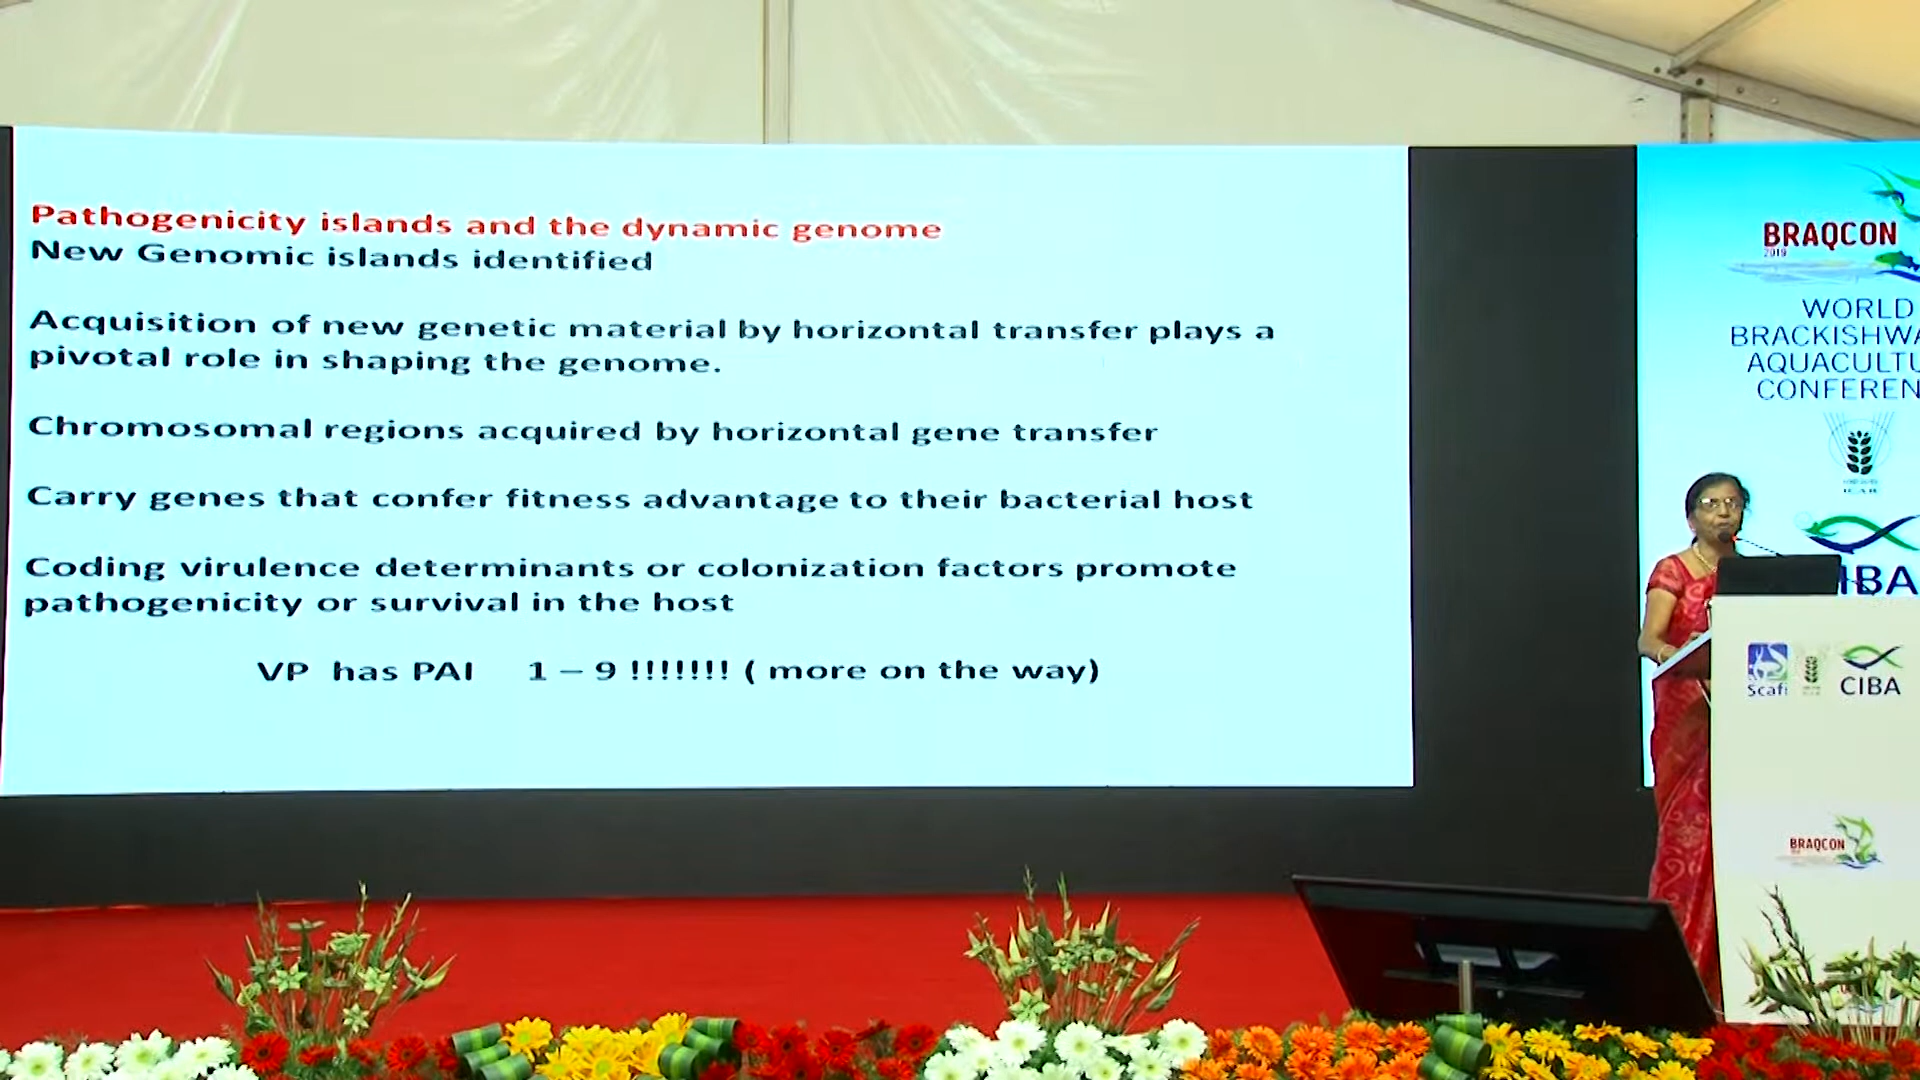 Pathogenicity islands and the dynamic genome
New Genomic islands identified
Acquisition of new genetic material by horizontal transfer plays a
pivotal role in shaping the genome.
Chromosomal regions acquired by horizontal gene transfer
Carry genes that confer fitness advantage to their bacterial host
Coding virulence determinants or colonization factors promote
pathogenicity or survival in the host
VP has PAI 1 – 9 !!!!!!! ( more on the way)
BRAQCON
2019
WORLD
BRACKISHWA
AQUACULTU
CONFEREN
ICAR
IBA
Scafi
CIBA
BRAQCON